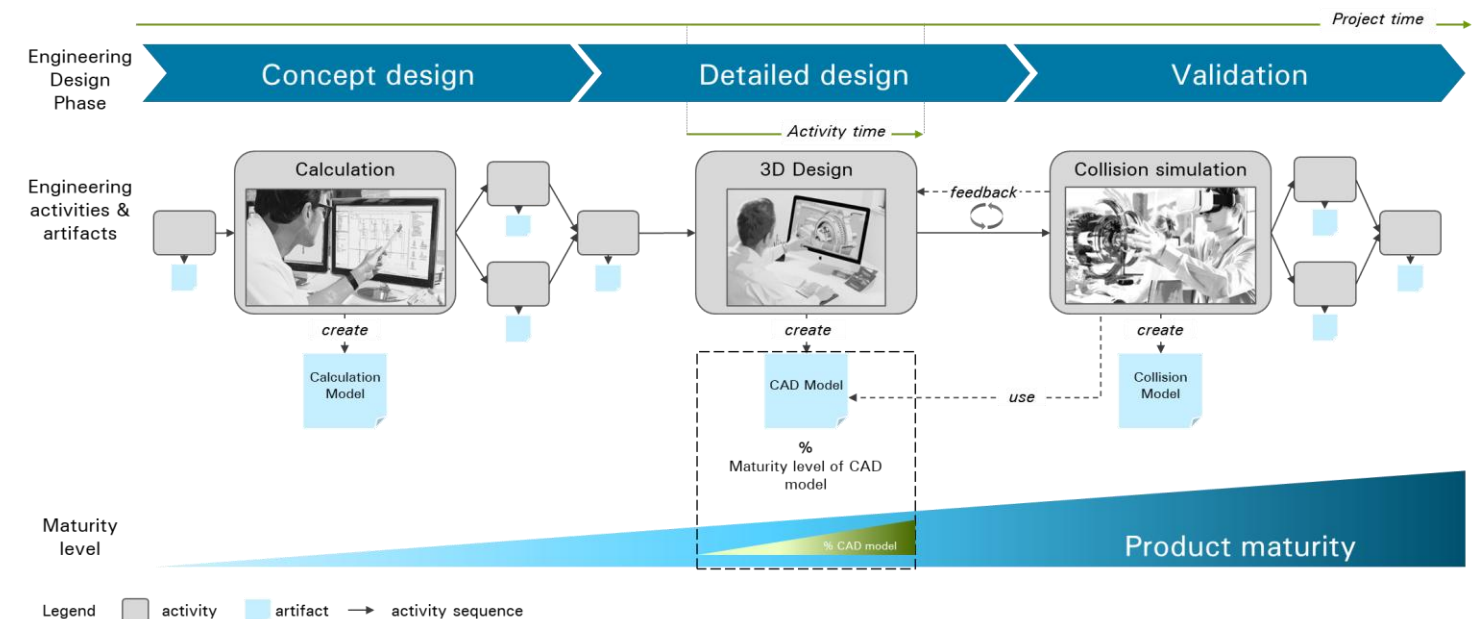 Project time
Engineering
Design
Phase
Concept design
Detailed design
Validation
Activity time
Engineering
activities &
artifacts
Calculation
3D Design
Collision simulation
feedback
create
create
create
Calculation
Model
CAD Model
use
Collision
Model
%
Maturity level of CAD
model
Maturity
level
% CAD model
Product maturity
Legend
activity
artifact
activity sequence